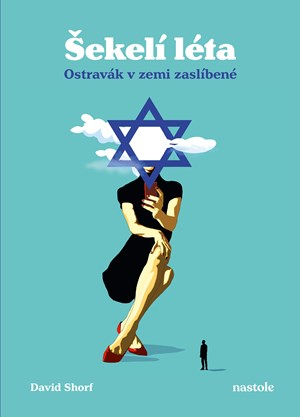 Šekelí léta
Ostravák v zemi zaslíbené
David Shorf
nastole